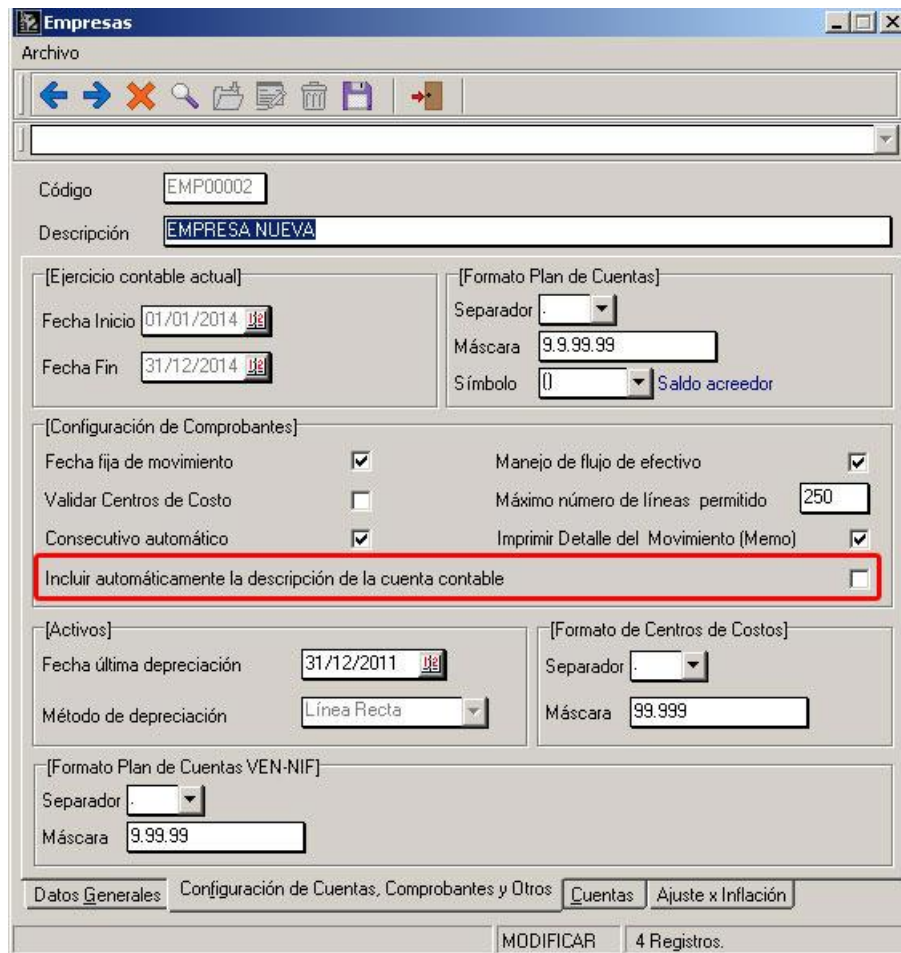 Empresas
Archivo
Código EMP00002
Descripción EMPRESA NUEVA
[Ejercicio contable actual]
Fecha Inicio 01/01/2014
Fecha Fin 31/12/2014
[Formato Plan de Cuentas]
Separador .
Máscara 9.9.99.99
Símbolo () Saldo acreedor
[Configuración de Comprobantes]
Fecha fija de movimiento
Manejo de flujo de efectivo
Validar Centros de Costo
Máximo número de líneas permitido 250
Consecutivo automático
Imprimir Detalle del Movimiento (Memo)
Incluir automáticamente la descripción de la cuenta contable
[Activos]
Fecha última depreciación 31/12/2011
Método de depreciación Línea Recta
[Formato de Centros de Costos]
Separador .
Máscara 99.999
[Formato Plan de Cuentas VEN-NIF]
Separador .
Máscara 9.99.99
Datos Generales Configuración de Cuentas, Comprobantes y Otros Cuentas Ajuste x Inflación
MODIFICAR 4 Registros.